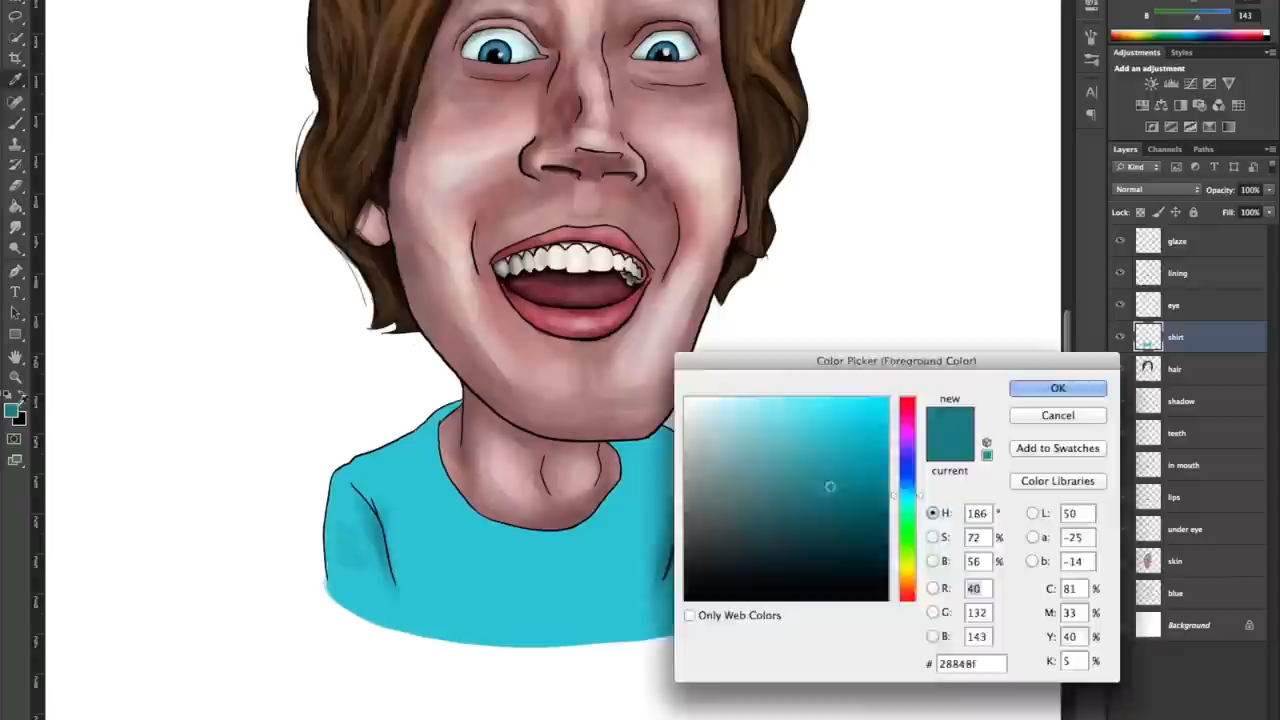 B 143
Adjustments Styles
Add an adjustment
Layers Channels Paths
Kind
Normal Opacity: 100%
Lock: Fill: 100%
glaze
lining
eye
shirt
hair
shadow
teeth
in mouth
lips
under eye
skin
blue
Background
Color Picker (Foreground Color)
new
current
OK
Cancel
Add to Swatches
Color Libraries
H: 186 ° L: 50
S: 72 % a: -25
B: 56 % b: -14
R: 40 C: 81 %
G: 132 M: 33 %
B: 143 Y: 40 %
# 28848f K: 5 %
Only Web Colors